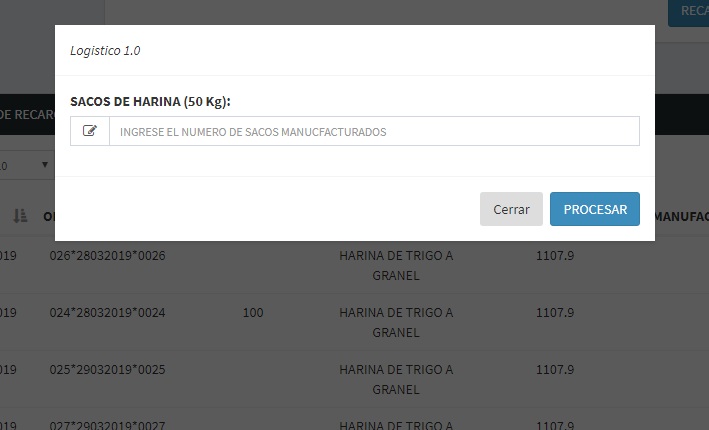 RECA
Logistico 1.0
SACOS DE HARINA (50 Kg):
INGRESE EL NUMERO DE SACOS MANUCFACTURADOS
Cerrar PROCESAR
DE RECAR
MANUFAC
019 026*28032019*0026 HARINA DE TRIGO A GRANEL 1107.9
019 024*28032019*0024 100 HARINA DE TRIGO A GRANEL 1107.9
019 025*29032019*0025 HARINA DE TRIGO A GRANEL 1107.9
019 027*29032019*0027 HARINA DE TRIGO A 1107.9